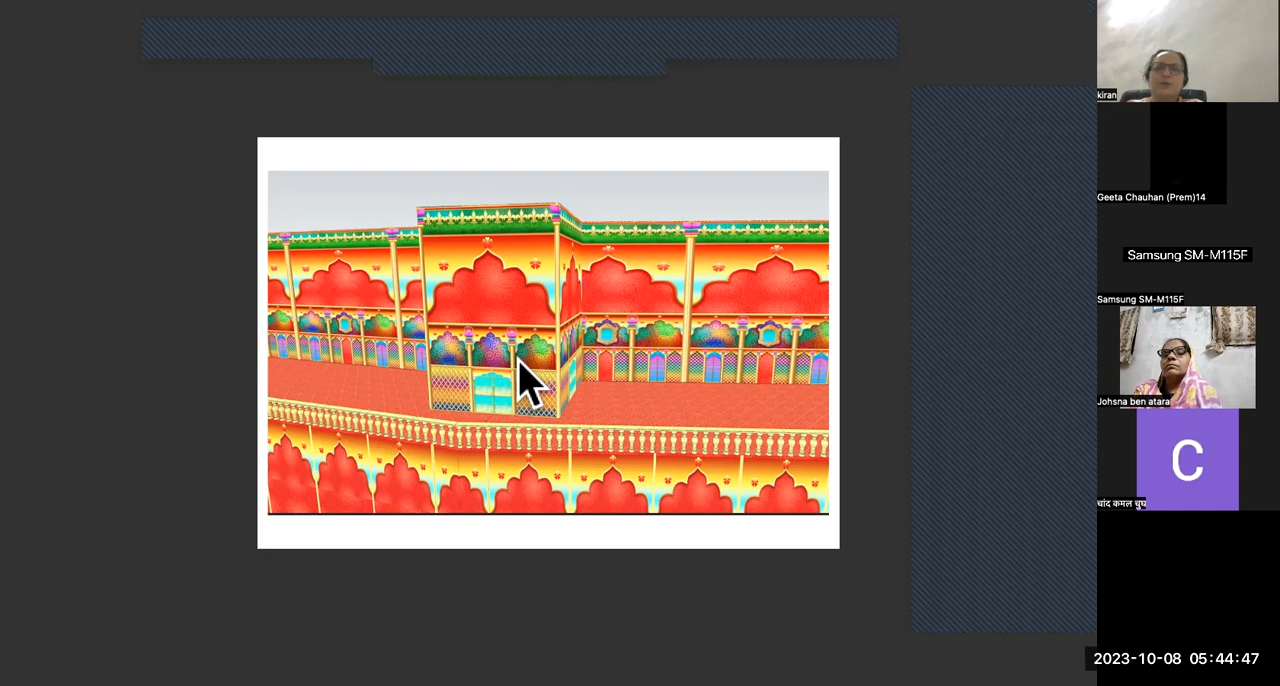 kiran
Geeta Chauhan (Prem)14
Samsung SM-M115F
Samsung SM-M115F
Johsna ben atara
C
चांद कमल चुघ
2023-10-08 05:44:47